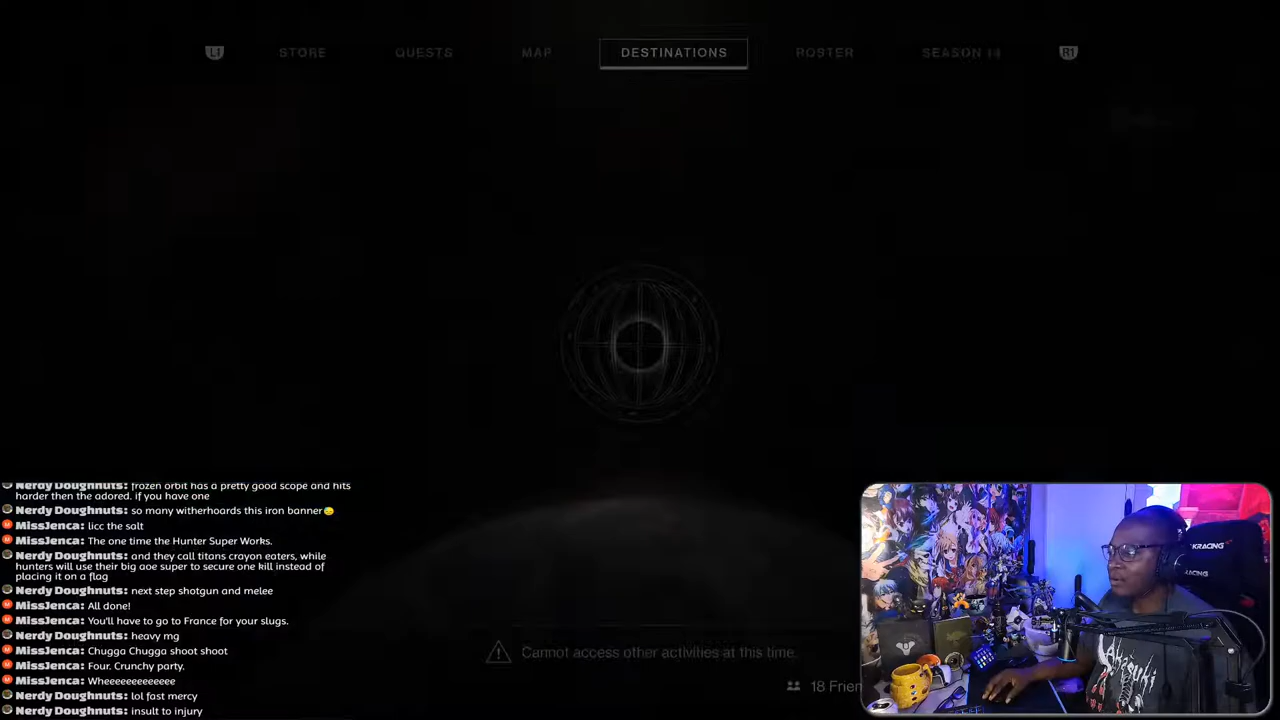 L1 STORE QUESTS MAP DESTINATIONS ROSTER SEASON R1
Nerdy Doughnuts: frozen orbit has a pretty good scope and hits
harder then the adored. if you have one
Nerdy Doughnuts: so many witherhoards this iron banner
MissJenca: licc the salt
MissJenca: The one time the Hunter Super Works.
Nerdy Doughnuts: and they call titans crayon eaters, while
hunters will use their big aoe super to secure one kill instead of
placing it on a flag
Nerdy Doughnuts: next step shotgun and melee
MissJenca: All done!
MissJenca: You'll have to go to France for your slugs.
Nerdy Doughnuts: heavy mg
MissJenca: Chugga Chugga shoot shoot
MissJenca: Four. Crunchy party.
MissJenca: Wheeeeeeeeeeee
Nerdy Doughnuts: lol fast mercy
Nerdy Doughnuts: insult to injury
Cannot access other activities at this time.
18 Frien
KRACING
KRACING